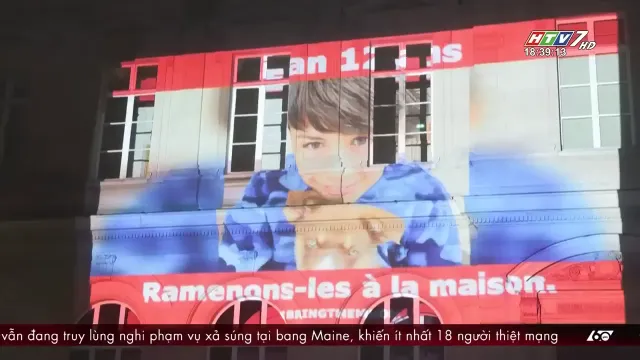 HTV7 HD
18:39:13
12 ans
Ramenons-les à la maison.
vẫn đang truy lùng nghi phạm vụ xả súng tại bang Maine, khiến ít nhất 18 người thiệt mạng